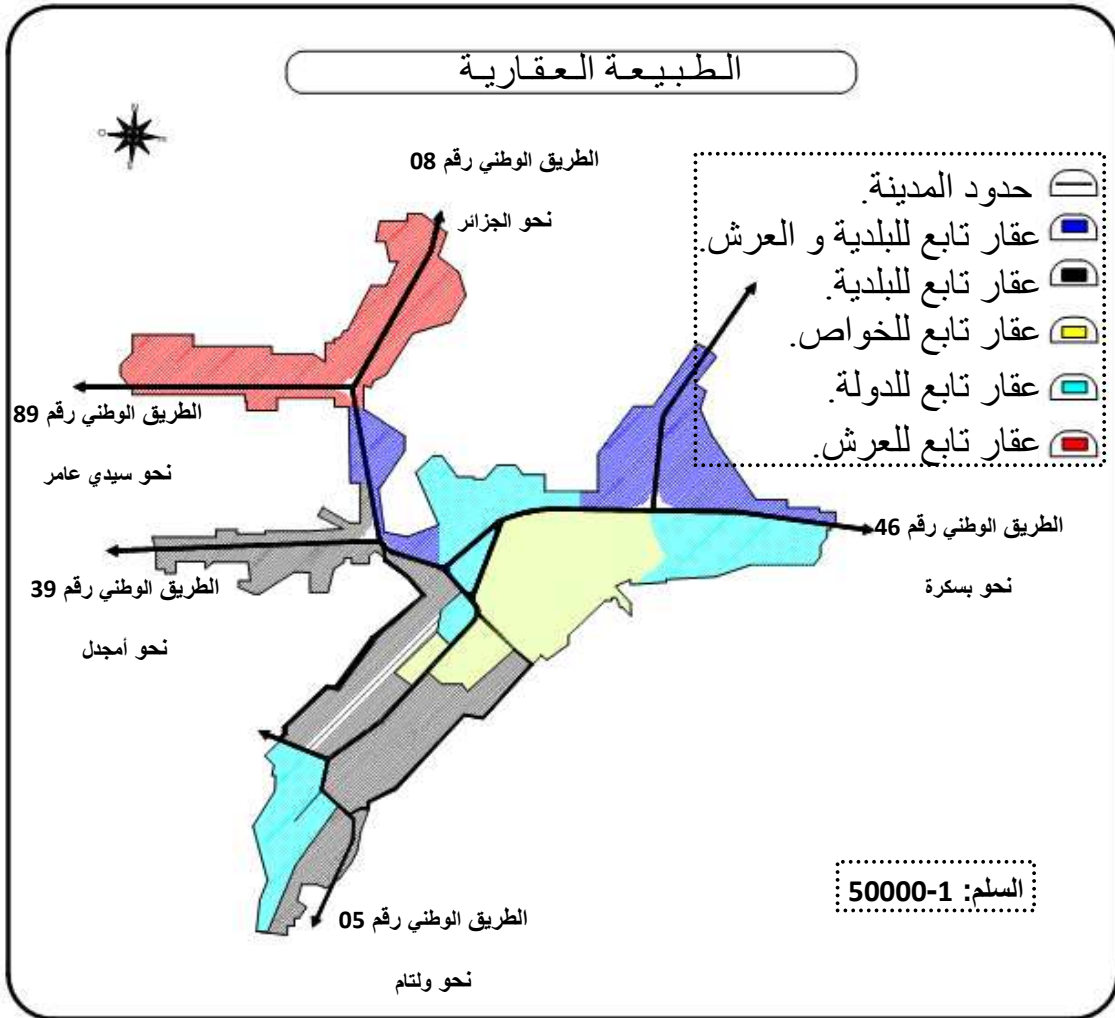 الطبيعة العقارية
الطريق الوطني رقم 08
نحو الجزائر
حدود المدينة.
عقار تابع للبلدية و العرش.
عقار تابع للبلدية.
عقار تابع للخواص.
عقار تابع للدولة.
عقار تابع للعرش.
الطريق الوطني رقم 89
نحو سيدي عامر
الطريق الوطني رقم 46
نحو بسكرة
الطريق الوطني رقم 39
نحو أمجدل
السلم: 1-50000
الطريق الوطني رقم 05
نحو ولتام